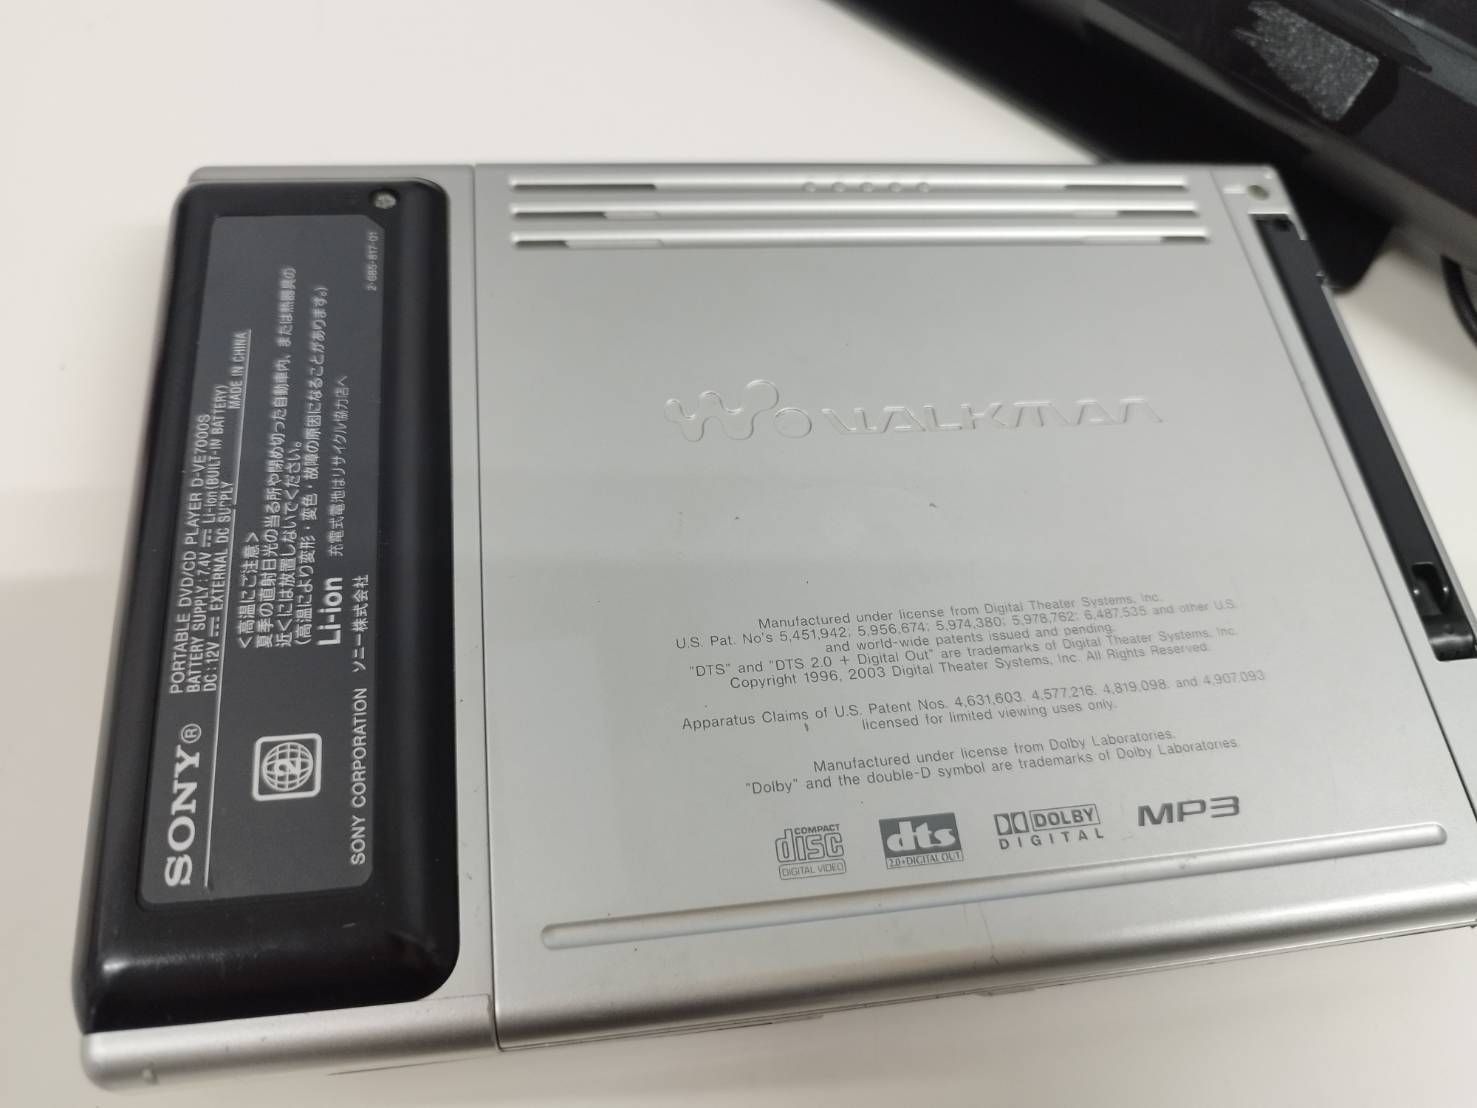 SONY®
PORTABLE DVD/CD PLAYER D-VE7000S
BATTERY SUPPLY: 7.4V ⎓ Li-ion (BUILT-IN BATTERY)
DC: 12V ⎓ EXTERNAL DC SUPPLY
MADE IN CHINA
2
<高温にご注意>
夏季の直射日光の当る所や閉め切った自動車内、または熱器具の
近くには放置しないでください。
(高温により変形・変色・故障の原因になることがあります。)
Li-ion 充電式電池はリサイクル協力店へ
SONY CORPORATION ソニー株式会社
2-685-817-01
WALKMAN
Manufactured under license from Digital Theater Systems, Inc.
U.S. Pat. No's 5,451,942; 5,956,674; 5,974,380; 5,978,762; 6,487,535 and other U.S.
and world-wide patents issued and pending.
"DTS" and "DTS 2.0 + Digital Out" are trademarks of Digital Theater Systems, Inc.
Copyright 1996, 2003 Digital Theater Systems, Inc. All Rights Reserved.
Apparatus Claims of U.S. Patent Nos. 4,631,603, 4,577,216, 4,819,098, and 4,907,093
licensed for limited viewing uses only.
Manufactured under license from Dolby Laboratories.
"Dolby" and the double-D symbol are trademarks of Dolby Laboratories.
COMPACT disc DIGITAL VIDEO
dts 2.0+DIGITAL OUT
DOLBY DIGITAL
MP3